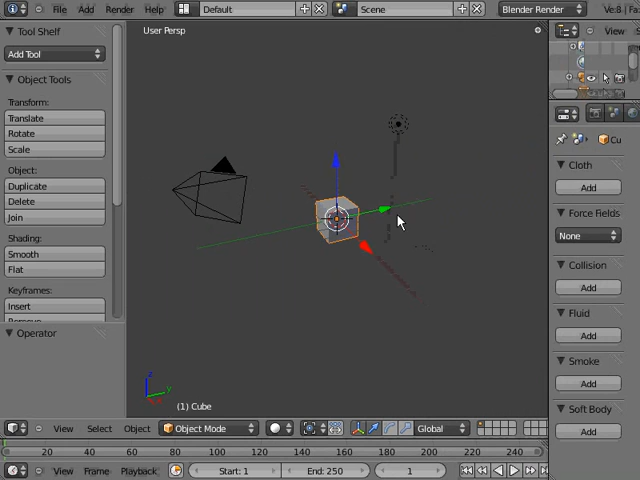 File Add Render Help Default Scene Blender Render
Tool Shelf
Add Tool
Object Tools
Transform:
Translate
Rotate
Scale
Object:
Duplicate
Delete
Join
Shading:
Smooth
Flat
Keyframes:
Insert
Operator
User Persp
z
y
(1) Cube
View
Cu
Cloth
Add
Force Fields
None
Collision
Add
Fluid
Add
Smoke
Add
Soft Body
Add
View Select Object Object Mode Global
20 40 60 80 100 120 140 160 180 200 220 240
View Frame Playback Start: 1 End: 250 1